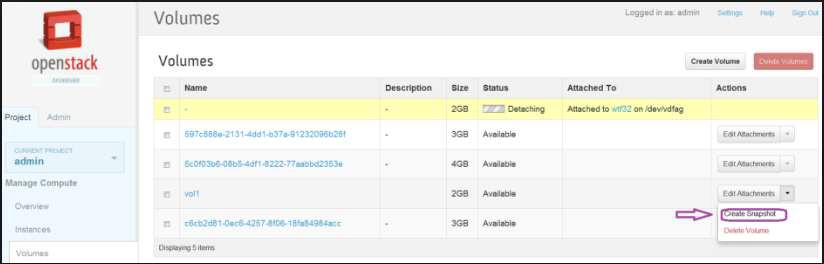 Volumes
Logged in as: admin Settings Help Sign Out
openstack
DASHBOARD
Volumes
Create Volume Delete Volumes
Name Description Size Status Attached To Actions
- 2GB Detaching Attached to wtf32 on /dev/vdfag
Project Admin
597c888e-2131-4dd1-b37a-91232096b28f - 3GB Available Edit Attachments
CURRENT PROJECT
admin
5c0f03b6-08b5-4df1-8222-77aabbd2353e - 4GB Available Edit Attachments
Manage Compute
vol1 2GB Available Edit Attachments
Overview
Create Snapshot
c6cb2d81-0ec6-4257-8f06-18fa84984acc - 3GB Available
Instances
Delete Volume
Volumes
Displaying 5 items